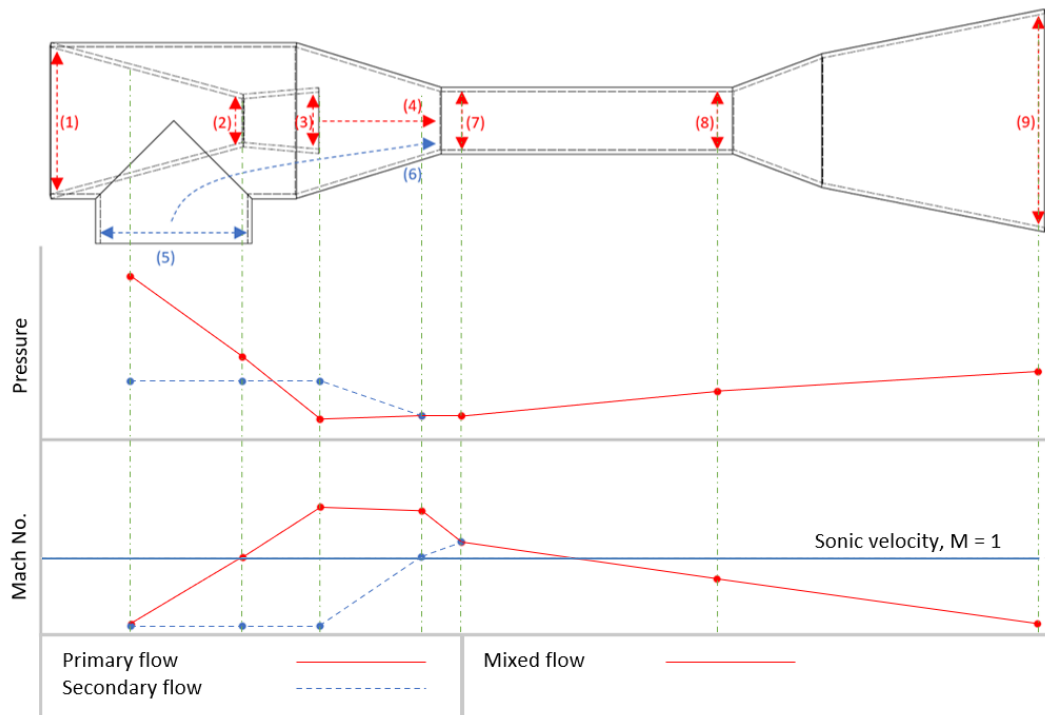 (1)
(2)
(3)
(4)
(7)
(8)
(9)
(6)
(5)
Pressure
Mach No.
Sonic velocity, M = 1
Primary flow
Mixed flow
Secondary flow